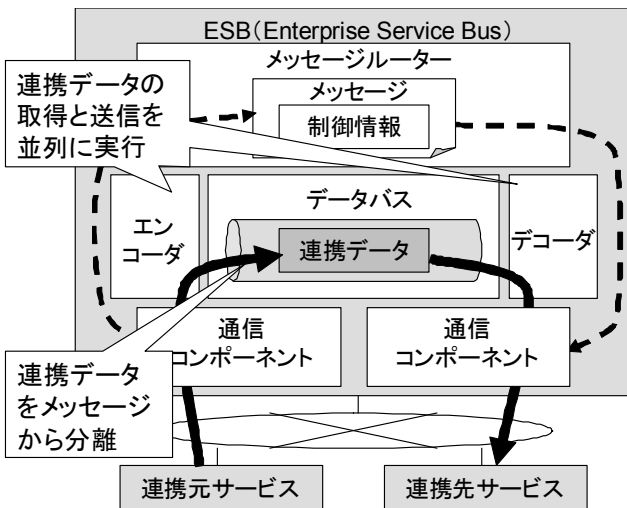 ESB(Enterprise Service Bus)
メッセージルーター
メッセージ
制御情報
連携データの
取得と送信を
並列に実行
エン
コーダ
データバス
連携データ
デコーダ
通信
コンポーネント
通信
コンポーネント
連携データ
をメッセージ
から分離
連携元サービス
連携先サービス